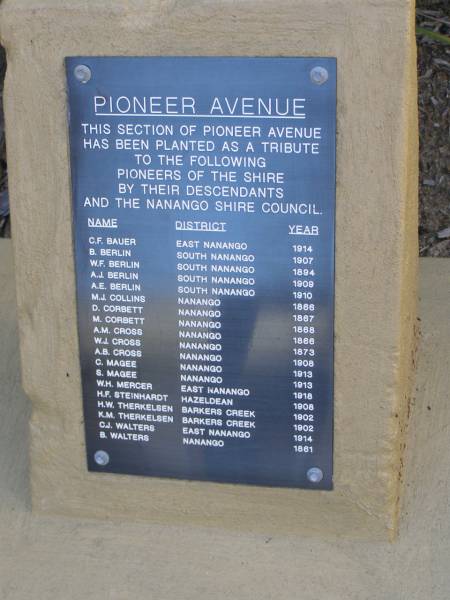 PIONEER AVENUE
THIS SECTION OF PIONEER AVENUE
HAS BEEN PLANTED AS A TRIBUTE
TO THE FOLLOWING
PIONEERS OF THE SHIRE
BY THEIR DESCENDANTS
AND THE NANANGO SHIRE COUNCIL.
NAME DISTRICT YEAR
C.F. BAUER EAST NANANGO 1914
B. BERLIN SOUTH NANANGO 1907
W.F. BERLIN SOUTH NANANGO 1894
A.J. BERLIN SOUTH NANANGO 1909
A.E. BERLIN SOUTH NANANGO 1910
M.J. COLLINS NANANGO 1866
D. CORBETT NANANGO 1887
M. CORBETT NANANGO 1868
A.M. CROSS NANANGO 1866
W.J. CROSS NANANGO 1873
A.B. CROSS NANANGO 1908
C. MAGEE NANANGO 1913
S. MAGEE NANANGO 1913
W.H. MERCER EAST NANANGO 1918
H.F. STEINHARDT HAZELDEAN 1908
H.W. THERKELSEN BARKERS CREEK 1902
K.M. THERKELSEN BARKERS CREEK 1902
C.J. WALTERS EAST NANANGO 1914
B. WALTERS NANANGO 1861